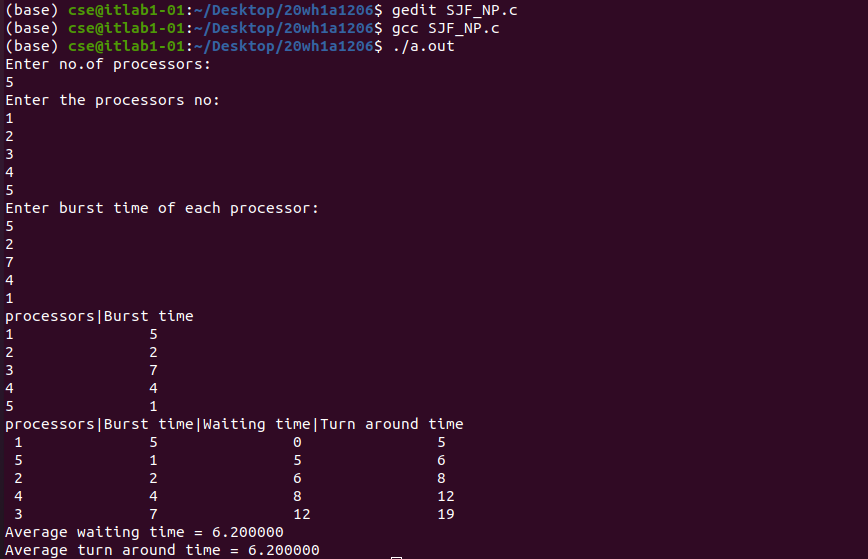 (base) cse@itlab1-01:~/Desktop/20wh1a1206$ gedit SJF_NP.c
(base) cse@itlab1-01:~/Desktop/20wh1a1206$ gcc SJF_NP.c
(base) cse@itlab1-01:~/Desktop/20wh1a1206$ ./a.out
Enter no.of processors:
5
Enter the processors no:
1
2
3
4
5
Enter burst time of each processor:
5
2
7
4
1
processors|Burst time
1 5
2 2
3 7
4 4
5 1
processors|Burst time|Waiting time|Turn around time
1 5 0 5
5 1 5 6
2 2 6 8
4 4 8 12
3 7 12 19
Average waiting time = 6.200000
Average turn around time = 6.200000